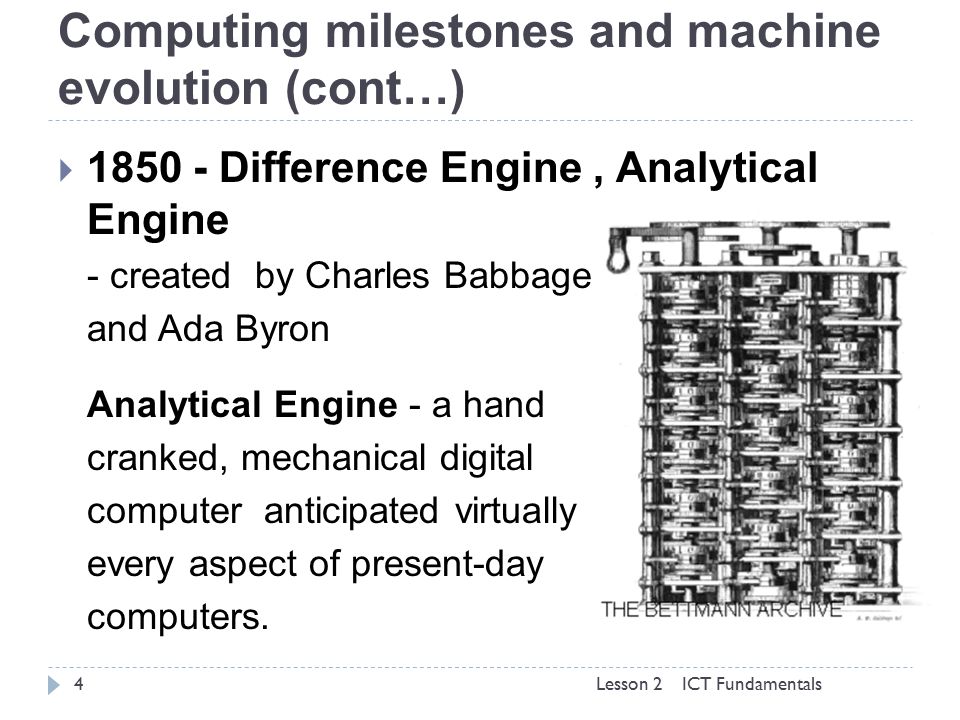 Computing milestones and machine
evolution (cont…)
1850 - Difference Engine , Analytical
Engine
- created  by Charles Babbage
and Ada Byron
Analytical Engine - a hand
cranked, mechanical digital
computer  anticipated virtually
every aspect of present-day
computers.
THE BETTMANN ARCHIVE
4
Lesson 2    ICT Fundamentals